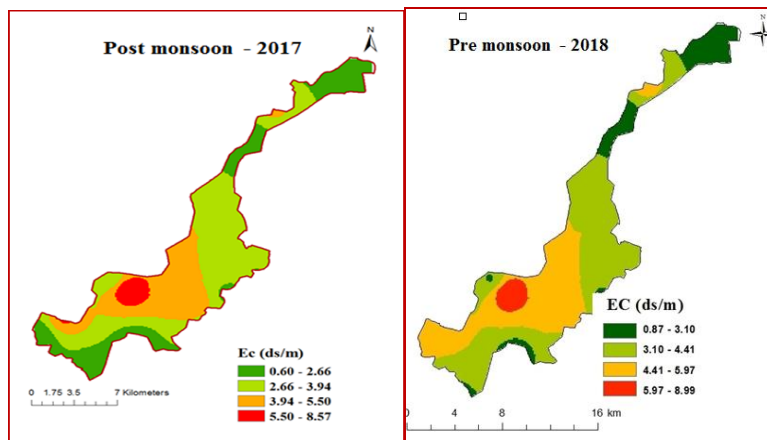 Post monsoon - 2017
N
Ec (ds/m)
0.60 - 2.66
2.66 - 3.94
3.94 - 5.50
5.50 - 8.57
0 1.75 3.5 7 Kilometers
Pre monsoon - 2018
N
EC (ds/m)
0.87 - 3.10
3.10 - 4.41
4.41 - 5.97
5.97 - 8.99
0 4 8 16 km